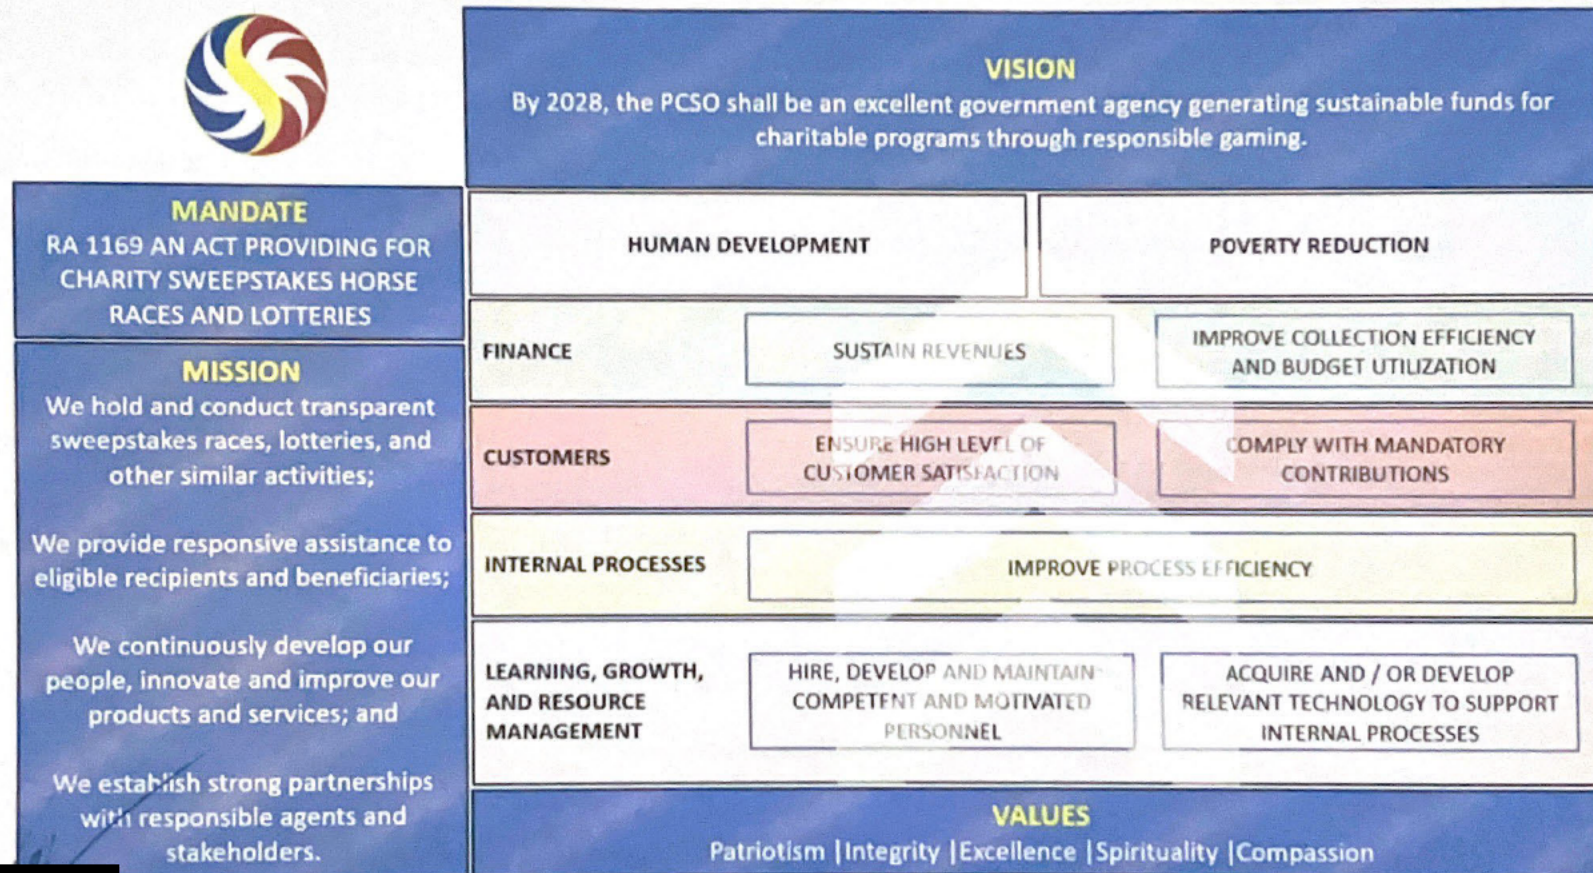 VISION
By 2028, the PCSO shall be an excellent government agency generating sustainable funds for
charitable programs through responsible gaming.
MANDATE
RA 1169 AN ACT PROVIDING FOR
CHARITY SWEEPSTAKES HORSE
RACES AND LOTTERIES
MISSION
We hold and conduct transparent
sweepstakes races, lotteries, and
other similar activities;
We provide responsive assistance to
eligible recipients and beneficiaries;
We continuously develop our
people, innovate and improve our
products and services; and
We establish strong partnerships
with responsible agents and
stakeholders.
HUMAN DEVELOPMENT
POVERTY REDUCTION
FINANCE
SUSTAIN REVENUES
IMPROVE COLLECTION EFFICIENCY
AND BUDGET UTILIZATION
CUSTOMERS
ENSURE HIGH LEVEL OF
CUSTOMER SATISFACTION
COMPLY WITH MANDATORY
CONTRIBUTIONS
INTERNAL PROCESSES
IMPROVE PROCESS EFFICIENCY
LEARNING, GROWTH,
AND RESOURCE
MANAGEMENT
HIRE, DEVELOP AND MAINTAIN
COMPETENT AND MOTIVATED
PERSONNEL
ACQUIRE AND / OR DEVELOP
RELEVANT TECHNOLOGY TO SUPPORT
INTERNAL PROCESSES
VALUES
Patriotism |Integrity |Excellence |Spirituality |Compassion